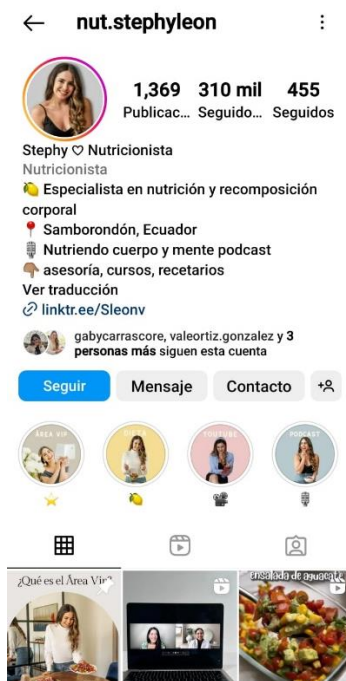 nut.stephyleon
1,369 310 mil 455
Publicac... Seguido... Seguidos
Stephy ♡ Nutricionista
Nutricionista
🍋 Especialista en nutrición y recomposición
corporal
📍 Samborondón, Ecuador
🎙️ Nutriendo cuerpo y mente podcast
👇🏽 asesoría, cursos, recetarios
Ver traducción
linktr.ee/Sleonv
gabycarrascore, valeortiz.gonzalez y 3
personas más siguen esta cuenta
Seguir Mensaje Contacto
ÁREA VIP DIETA YOUTUBE PODCAST
¿Qué es el Área Vip? Ensalada de aguacate